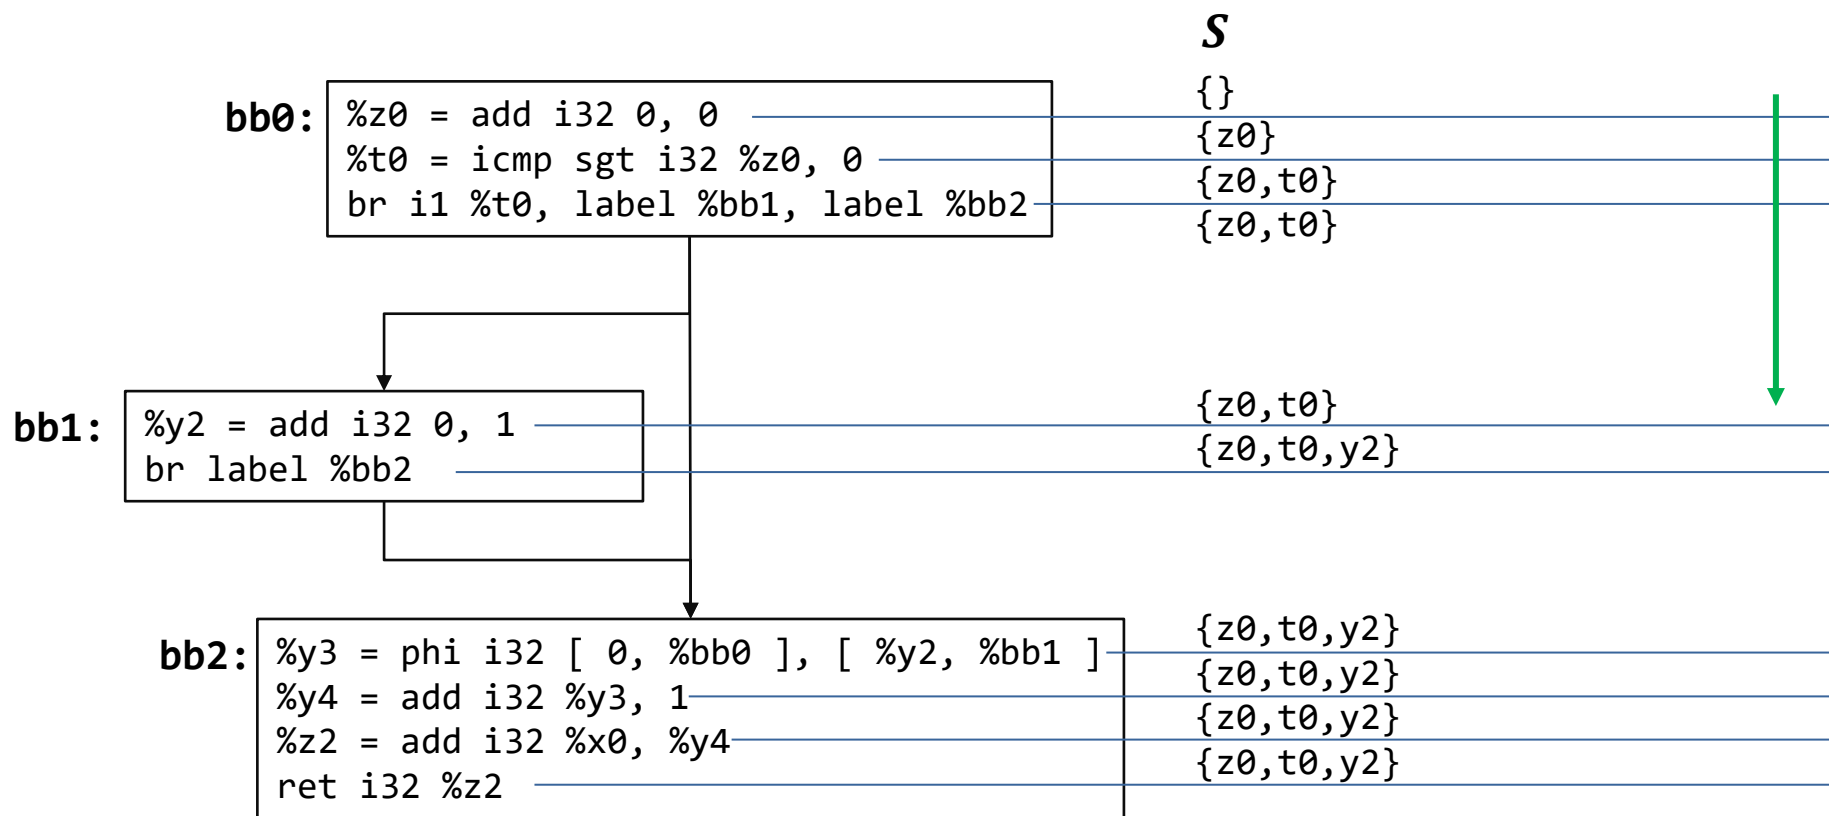 S
bb0:
%z0 = add i32 0, 0
%t0 = icmp sgt i32 %z0, 0
br i1 %t0, label %bb1, label %bb2
{}
{z0}
{z0,t0}
{z0,t0}
bb1:
%y2 = add i32 0, 1
br label %bb2
{z0,t0}
{z0,t0,y2}
bb2:
%y3 = phi i32 [ 0, %bb0 ], [ %y2, %bb1 ]
%y4 = add i32 %y3, 1
%z2 = add i32 %x0, %y4
ret i32 %z2
{z0,t0,y2}
{z0,t0,y2}
{z0,t0,y2}
{z0,t0,y2}